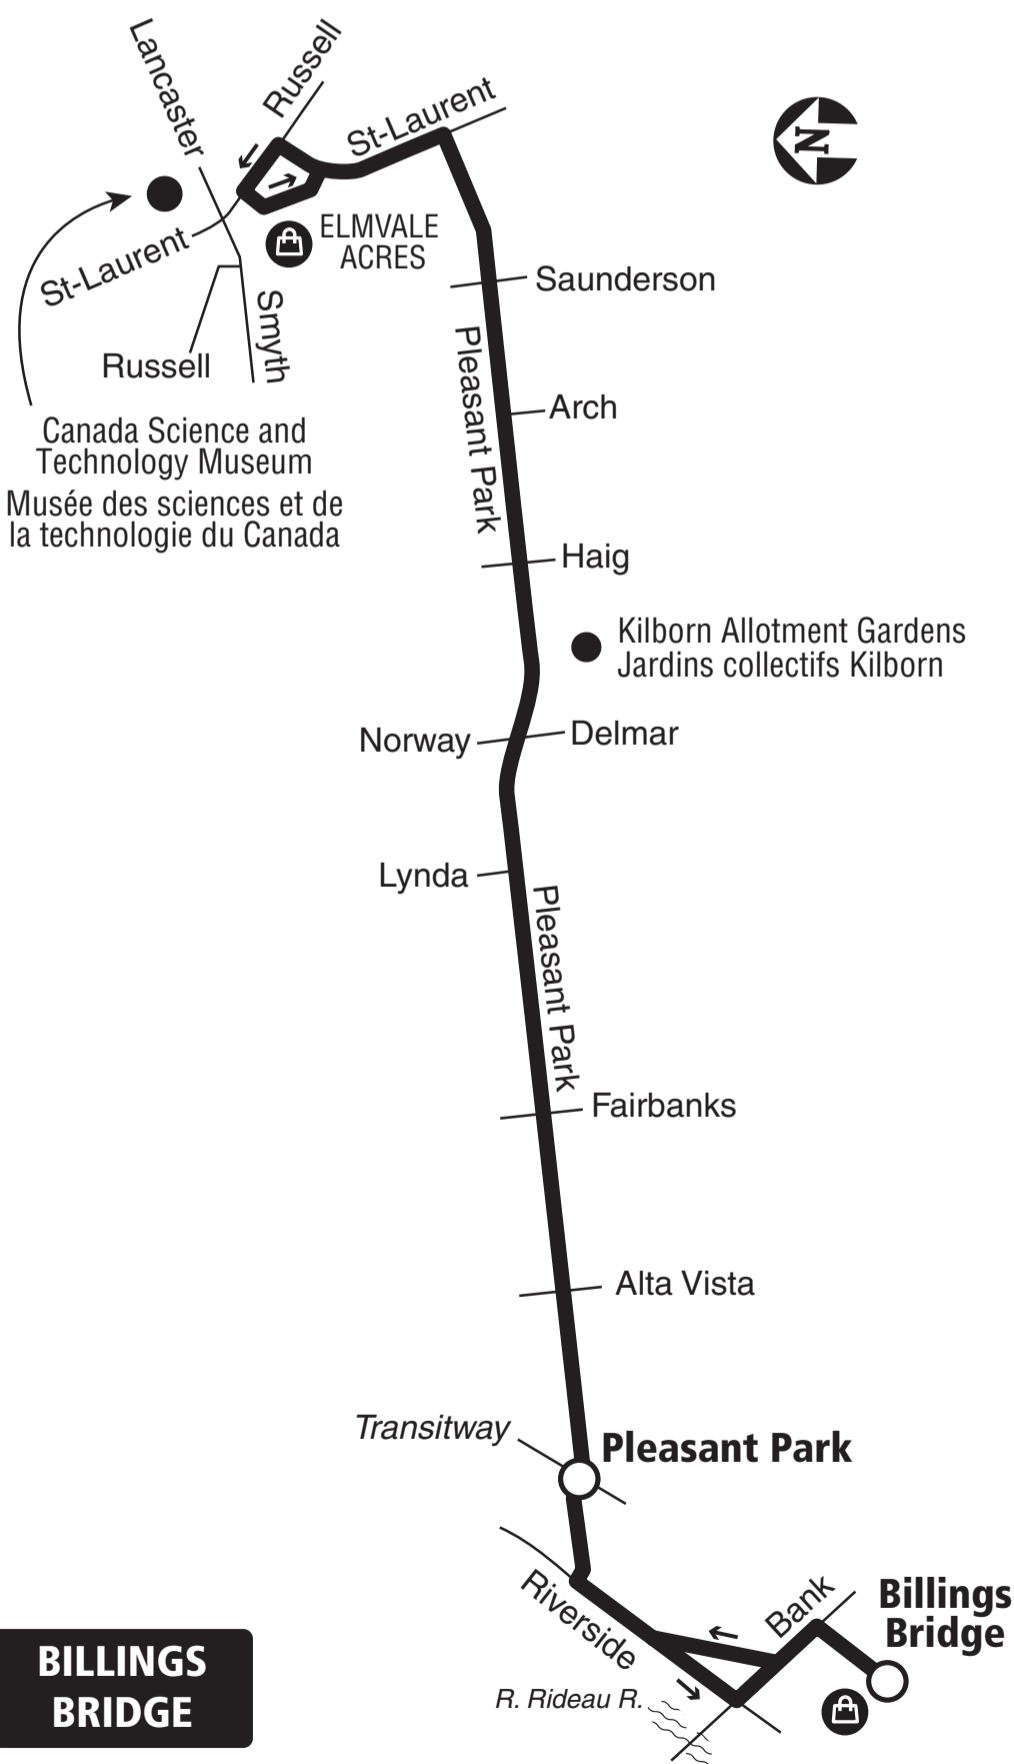 Lancaster
Russell
St-Laurent
N
ELMVALE
ACRES
St-Laurent
Saunderson
Smyth
Russell
Pleasant Park
Arch
Canada Science and
Technology Museum
Musée des sciences et de
la technologie du Canada
Haig
Kilborn Allotment Gardens
Jardins collectifs Kilborn
Norway
Delmar
Lynda
Pleasant Park
Fairbanks
Alta Vista
Transitway
Pleasant Park
Riverside
Bank
Billings
Bridge
R. Rideau R.
BILLINGS
BRIDGE